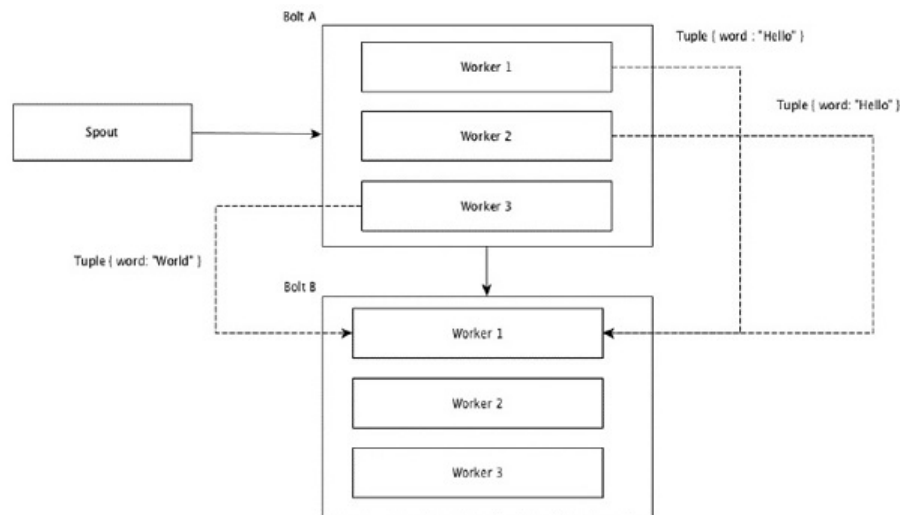 Bolt A
Tuple { word : "Hello" }
Worker 1
Tuple { word: "Hello" }
Spout
Worker 2
Worker 3
Tuple { word: "World" }
Bolt B
Worker 1
Worker 2
Worker 3